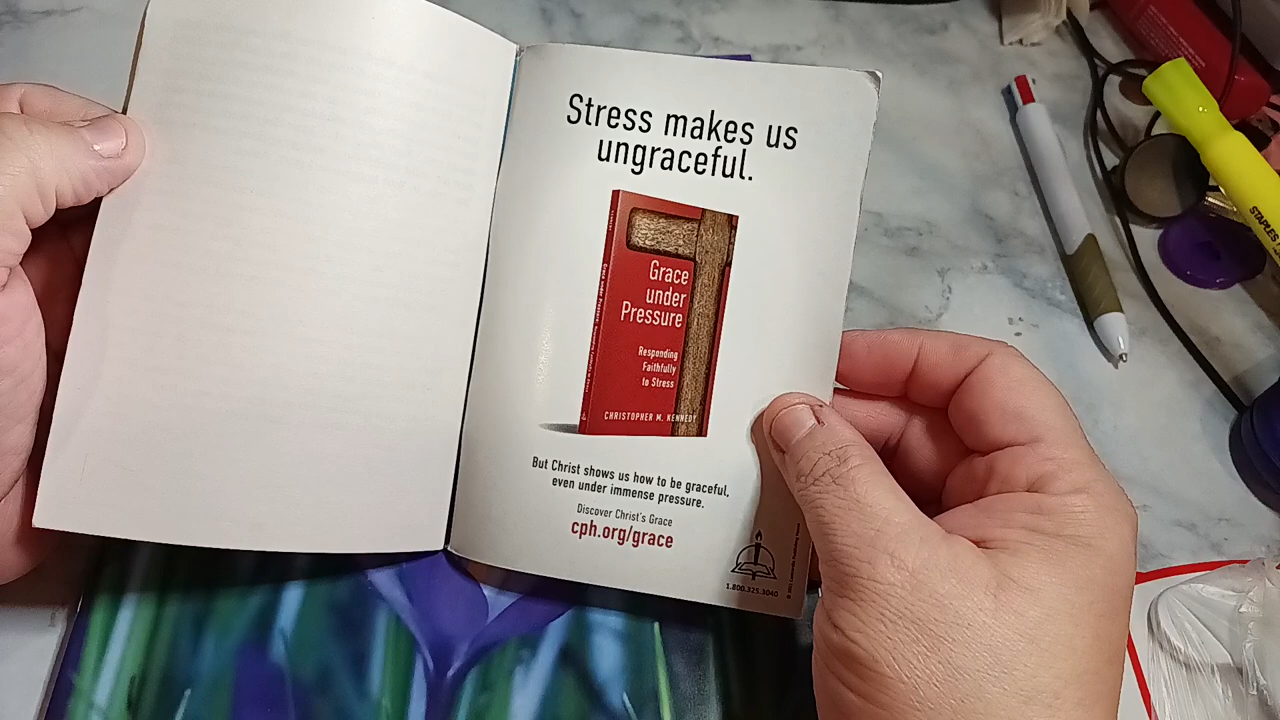 Stress makes us
ungraceful.
Grace
under
Pressure
Responding
Faithfully
to Stress
CHRISTOPHER M. KENNEDY
But Christ shows us how to be graceful,
even under immense pressure.
Discover Christ's Grace
cph.org/grace
1.800.325.3040
STAPLES